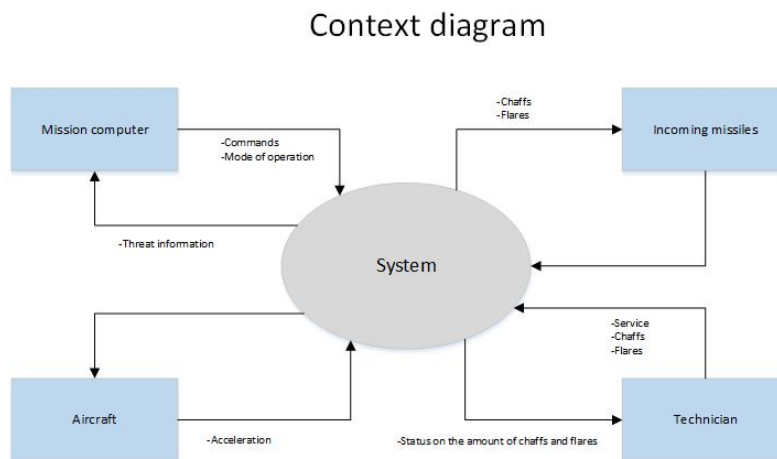 Context diagram
Mission computer
-Commands
-Mode of operation
-Chaffs
-Flares
Incoming missiles
-Threat information
System
-Service
-Chaffs
-Flares
Aircraft
-Acceleration
-Status on the amount of chaffs and flares
Technician